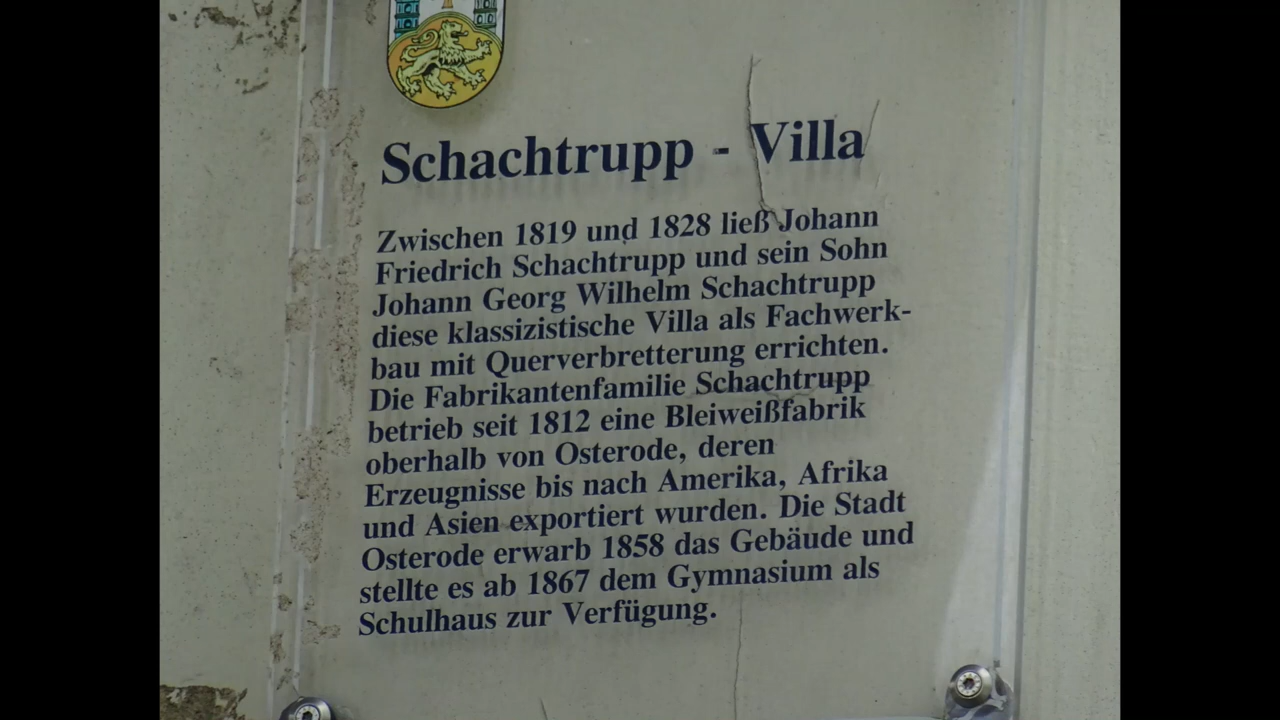 Schachtrupp - Villa
Zwischen 1819 und 1828 ließ Johann
Friedrich Schachtrupp und sein Sohn
Johann Georg Wilhelm Schachtrupp
diese klassizistische Villa als Fachwerk-
bau mit Querverbretterung errichten.
Die Fabrikantenfamilie Schachtrupp
betrieb seit 1812 eine Bleiweißfabrik
oberhalb von Osterode, deren
Erzeugnisse bis nach Amerika, Afrika
und Asien exportiert wurden. Die Stadt
Osterode erwarb 1858 das Gebäude und
stellte es ab 1867 dem Gymnasium als
Schulhaus zur Verfügung.